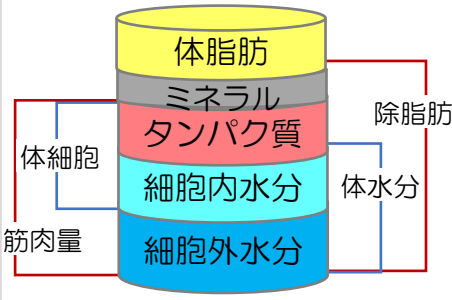 体脂肪
ミネラル
タンパク質
細胞内水分
細胞外水分
体細胞
筋肉量
除脂肪
体水分